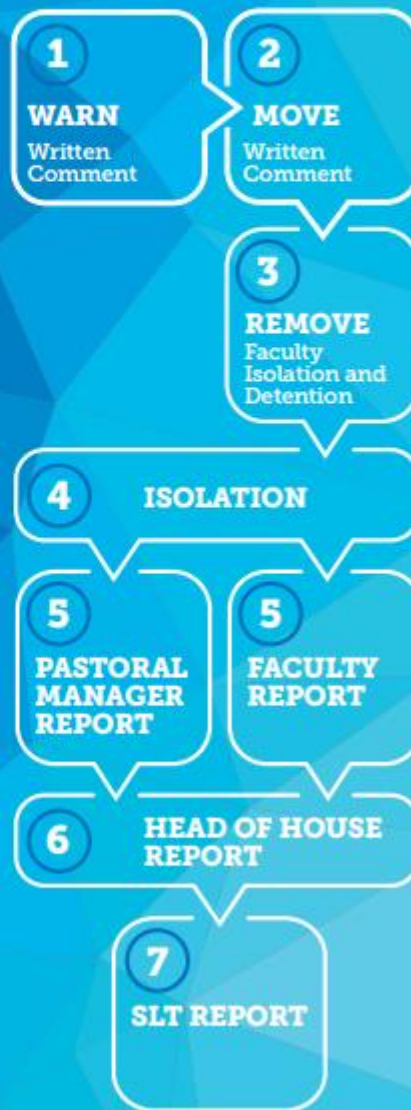 1
WARN
Written
Comment
2
MOVE
Written
Comment
3
REMOVE
Faculty
Isolation and
Detention
4
ISOLATION
5
PASTORAL
MANAGER
REPORT
5
FACULTY
REPORT
6
HEAD OF HOUSE
REPORT
7
SLT REPORT